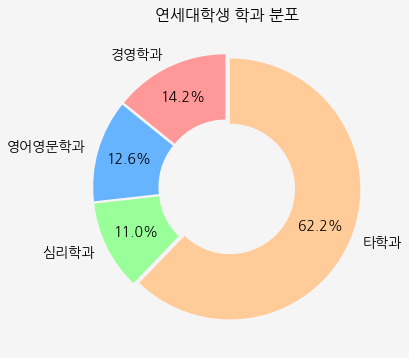 연세대학생 학과 분포
경영학과
14.2%
영어영문학과
12.6%
심리학과
11.0%
62.2%
타학과